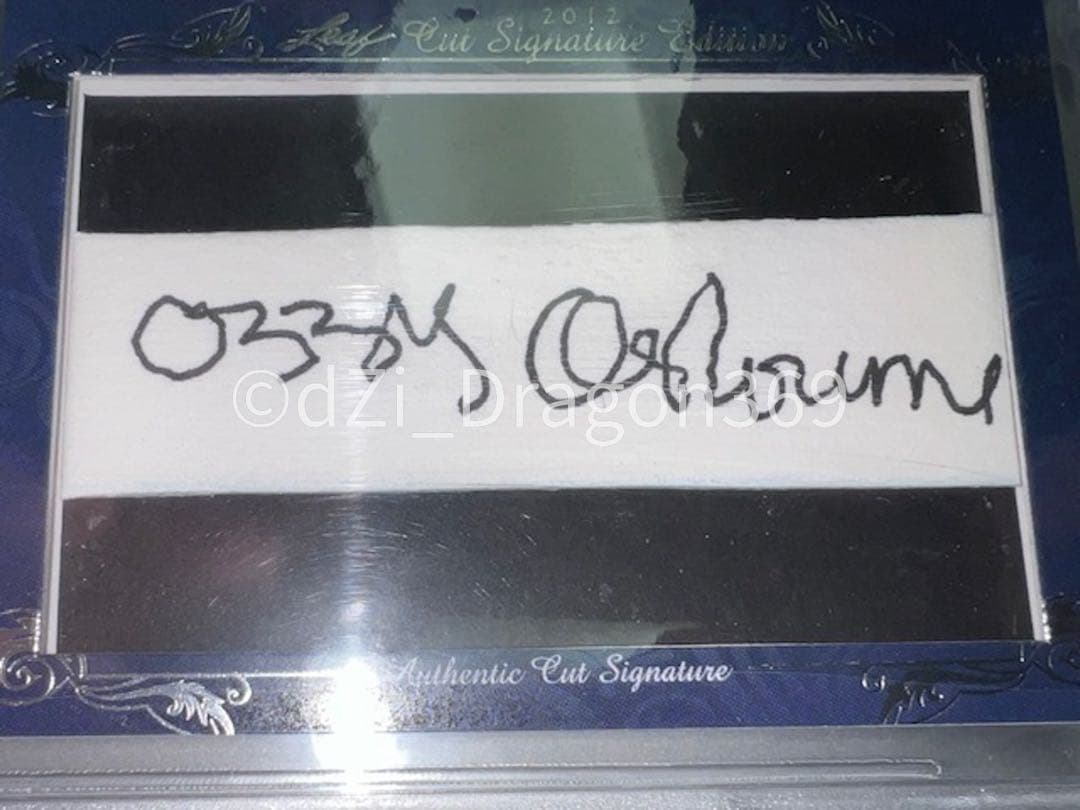 2012
Leaf Cut Signature Edition
Ozzy Osbourne
©dZi_Dragon369
Authentic Cut Signature